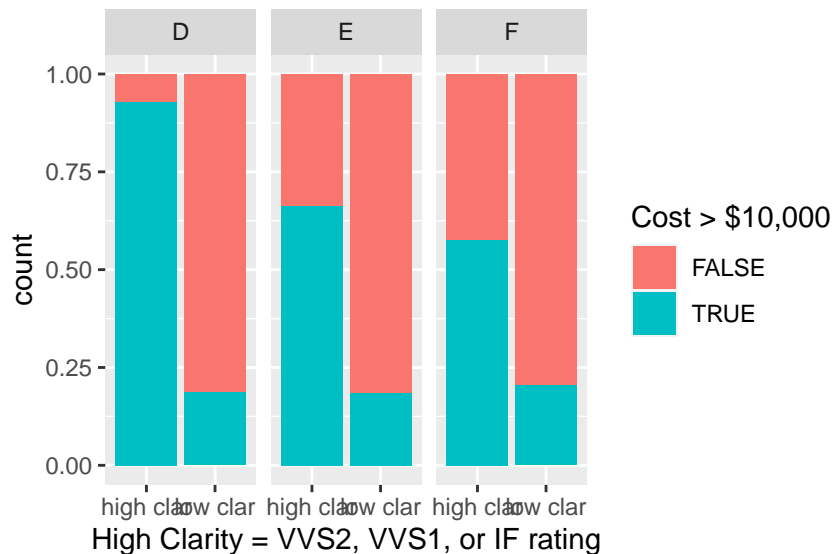 D E F
1.00
0.75
0.50
0.25
0.00
count
high clar low clar high clar low clar high clar low clar
High Clarity = VVS2, VVS1, or IF rating
Cost > $10,000
FALSE
TRUE